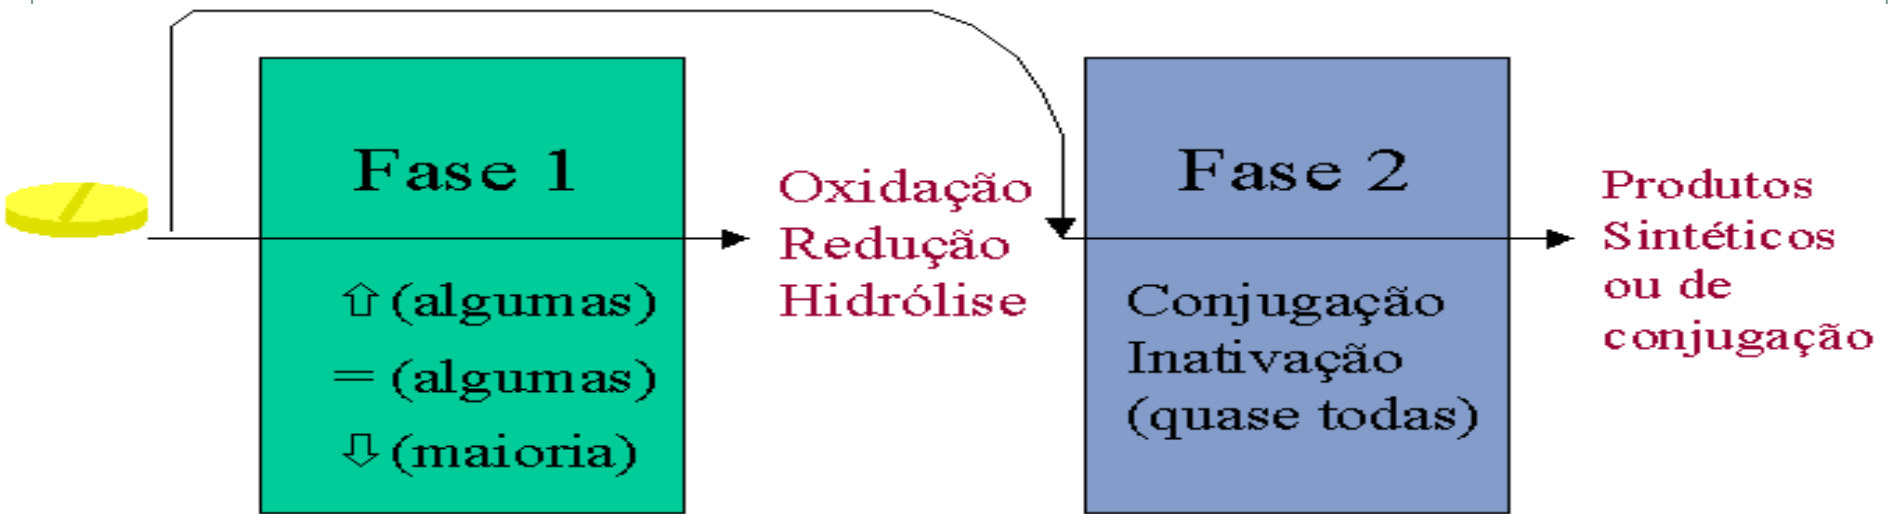 Fase 1
⇧ (algumas)
= (algumas)
⇩ (maioria)
Oxidação
Redução
Hidrólise
Fase 2
Conjugação
Inativação
(quase todas)
Produtos
Sintéticos
ou de
conjugação